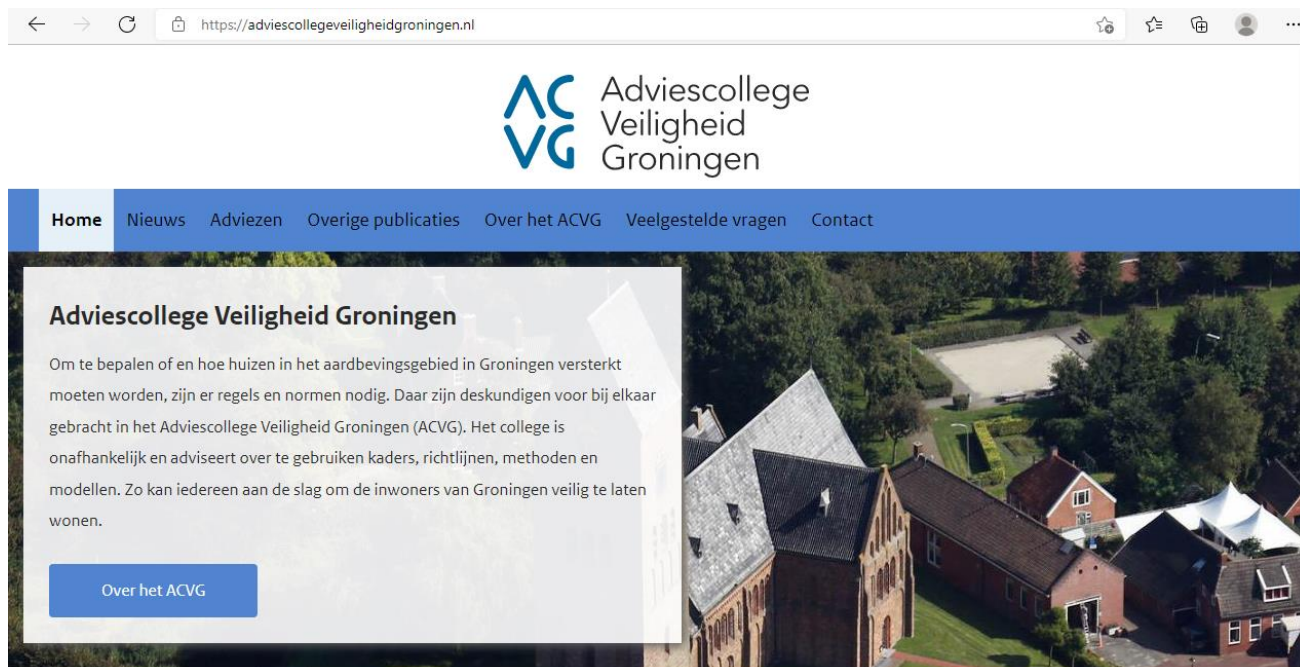 https://adviescollegeveiligheidgroningen.nl
AC
VG
Adviescollege
Veiligheid
Groningen
Home Nieuws Adviezen Overige publicaties Over het ACVG Veelgestelde vragen Contact
Adviescollege Veiligheid Groningen
Om te bepalen of en hoe huizen in het aardbevingsgebied in Groningen versterkt
moeten worden, zijn er regels en normen nodig. Daar zijn deskundigen voor bij elkaar
gebracht in het Adviescollege Veiligheid Groningen (ACVG). Het college is
onafhankelijk en adviseert over te gebruiken kaders, richtlijnen, methoden en
modellen. Zo kan iedereen aan de slag om de inwoners van Groningen veilig te laten
wonen.
Over het ACVG